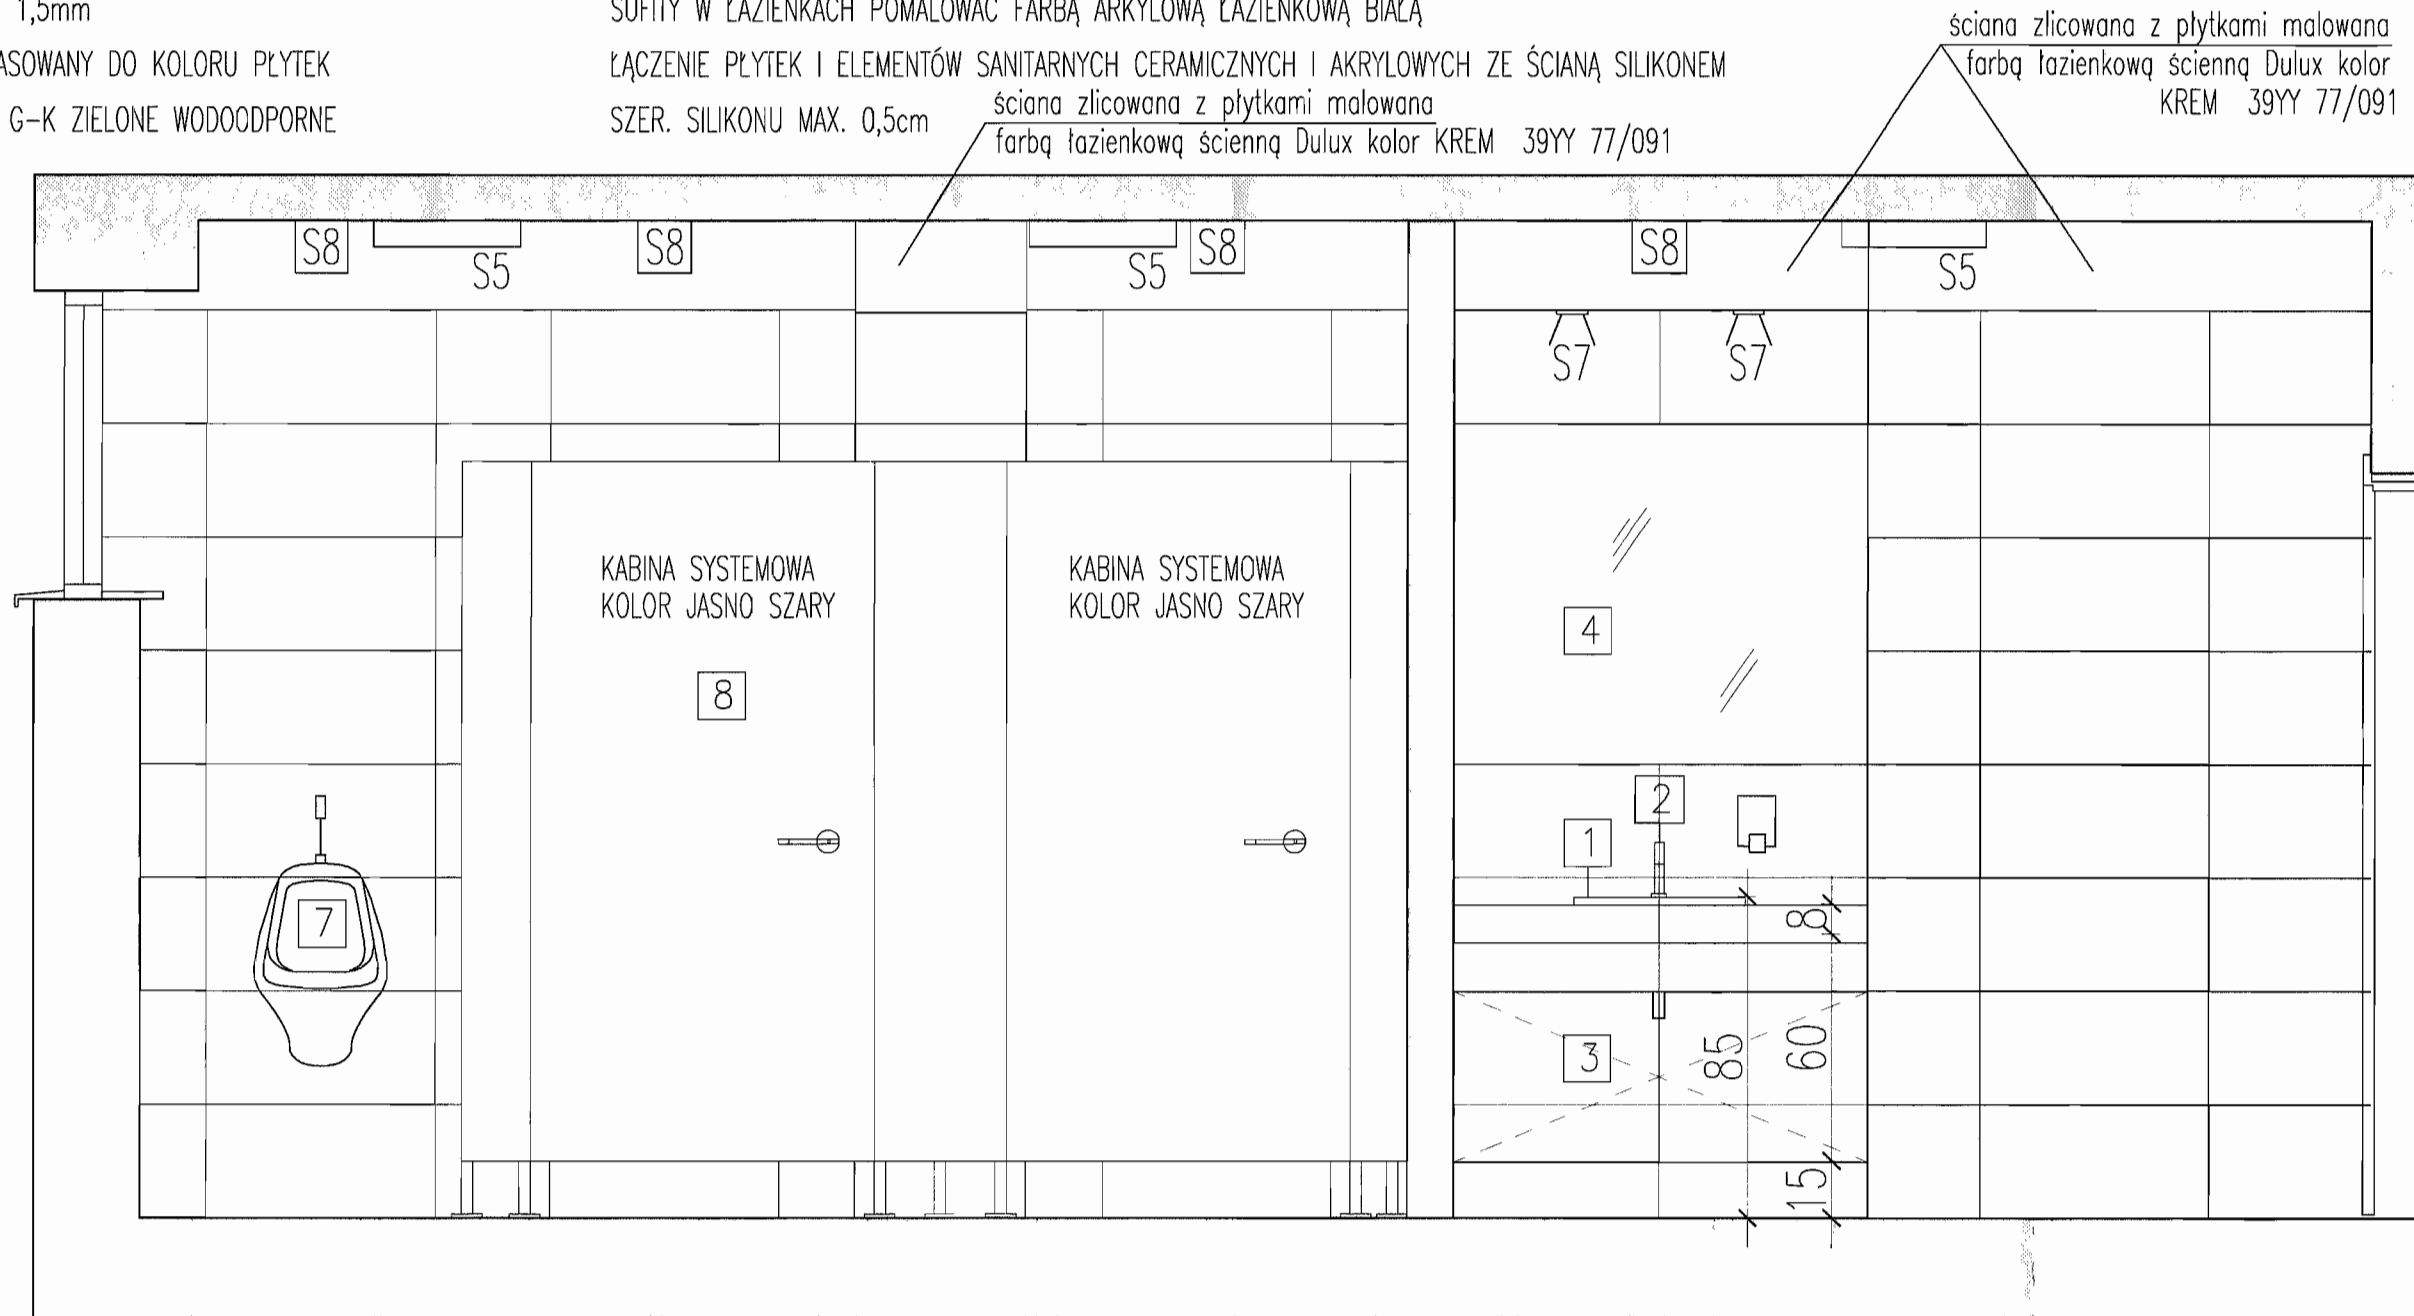 1,5mm
ASOWANY DO KOLORU PŁYTEK
G-K ZIELONE WODOODPORNE
SUFITY W ŁAZIENKACH POMALOWAĆ FARBĄ ARKYLOWĄ ŁAZIENKOWĄ BIAŁĄ
ŁĄCZENIE PŁYTEK I ELEMENTÓW SANITARNYCH CERAMICZNYCH I AKRYLOWYCH ZE ŚCIANĄ SILIKONEM
SZER. SILIKONU MAX. 0,5cm
ściana zlicowana z płytkami malowana
farbą łazienkową ścienną Dulux kolor KREM 39YY 77/091
ściana zlicowana z płytkami malowana
farbą łazienkową ścienną Dulux kolor
KREM 39YY 77/091
S8
S5
S8
S5
S8
S8
S5
S7
S7
KABINA SYSTEMOWA
KOLOR JASNO SZARY
KABINA SYSTEMOWA
KOLOR JASNO SZARY
4
8
2
1
7
8
3
85
60
15